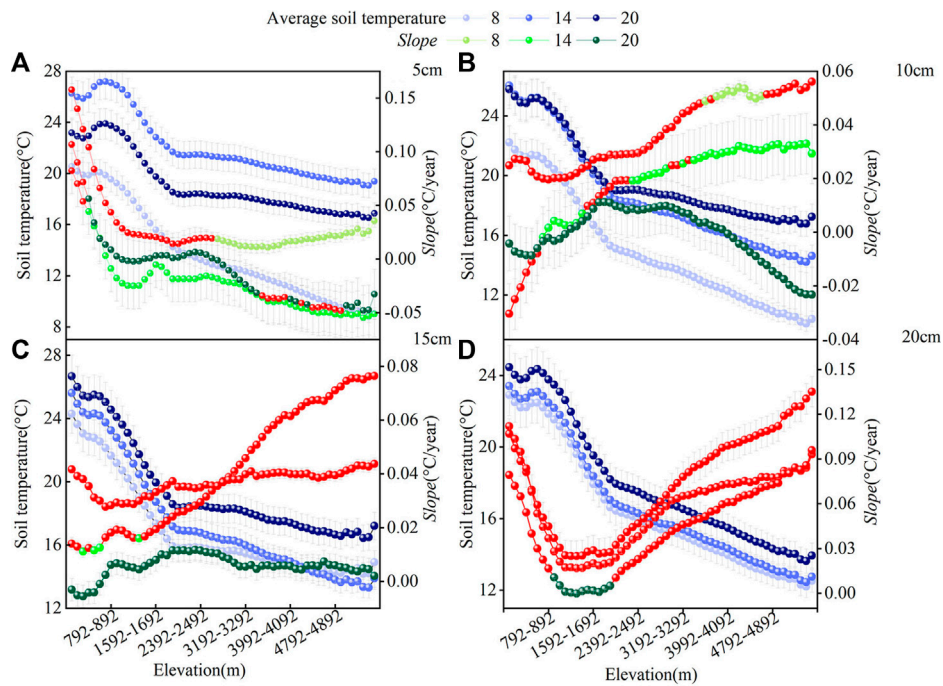 Average soil temperature 8 14 20
Slope 8 14 20
A 5cm B 10cm
28 0.15 0.06
24 0.10 24 0.04
20 0.05 20 0.02
16 0.00 16 0.00
12 -0.05 12 -0.02
8 -0.04
Soil temperature(°C) Slope(°C/year) Soil temperature(°C) Slope(°C/year)
C 15cm D 20cm
28 0.08 24 0.15
24 0.06 20 0.12
20 0.04 16 0.09
16 0.02 12 0.06
12 0.00 0.03
0.00
Soil temperature(°C) Slope(°C/year) Soil temperature(°C) Slope(°C/year)
792-892 1592-1692 2392-2492 3192-3292 3992-4092 4792-4892 792-892 1592-1692 2392-2492 3192-3292 3992-4092 4792-4892
Elevation(m) Elevation(m)